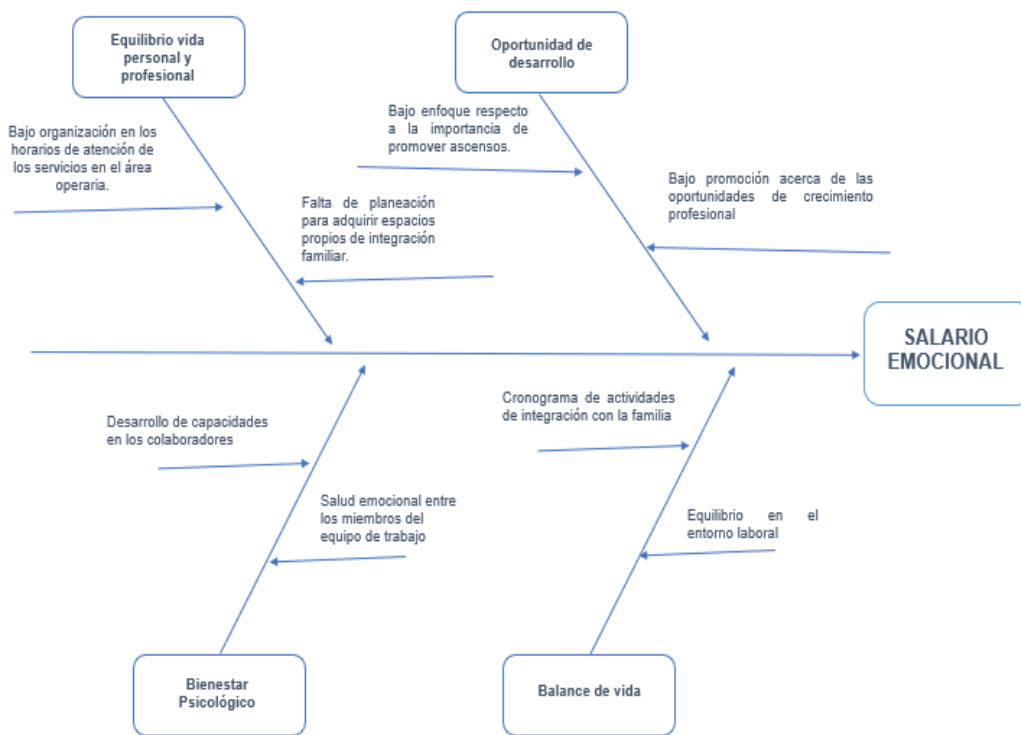 Equilibrio vida
personal y
profesional
Oportunidad de
desarrollo
Bajo organización en los
horarios de atención de
los servicios en el área
operaria.
Bajo enfoque respecto
a la importancia de
promover ascensos.
Falta de planeación
para adquirir espacios
propios de integración
familiar.
Bajo promoción acerca de las
oportunidades de crecimiento
profesional
SALARIO
EMOCIONAL
Desarrollo de capacidades
en los colaboradores
Salud emocional entre
los miembros del
equipo de trabajo
Cronograma de actividades
de integración con la familia
Equilibrio en el
entorno laboral
Bienestar
Psicológico
Balance de vida